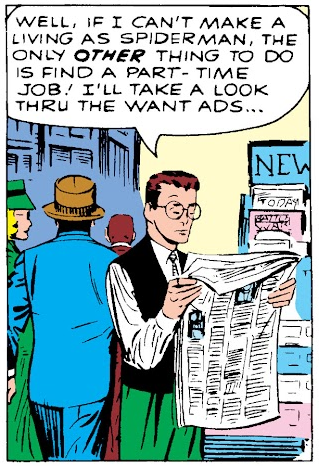 WELL, IF I CAN'T MAKE A
LIVING AS SPIDERMAN, THE
ONLY OTHER THING TO DO
IS FIND A PART-TIME
JOB! I'LL TAKE A LOOK
THRU THE WANT ADS...
NEW
TODAY